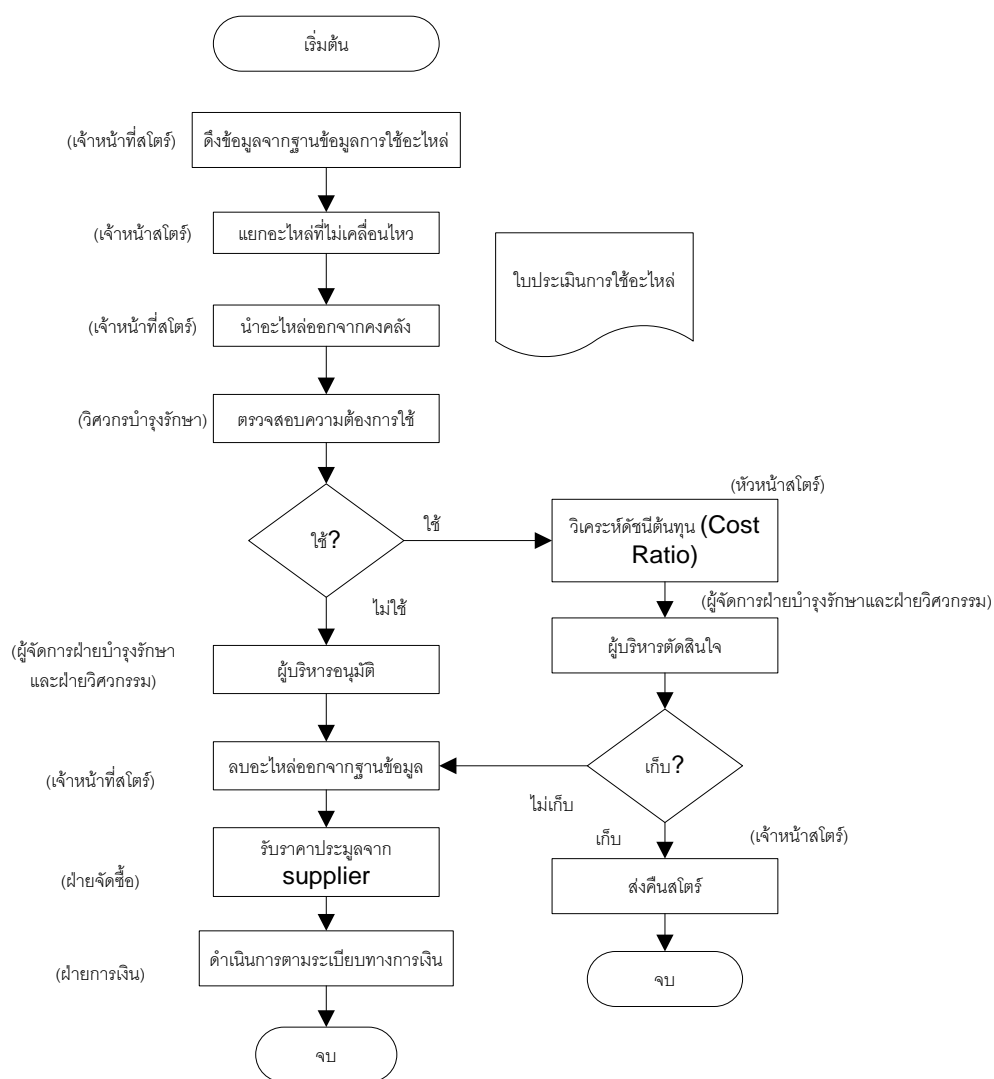 เริ่มต้น
(เจ้าหน้าที่สโตร์)
ดึงข้อมูลจากฐานข้อมูลการใช้อะไหล่
(เจ้าหน้าสโตร์)
แยกอะไหล่ที่ไม่เคลื่อนไหว
ใบประเมินการใช้อะไหล่
(เจ้าหน้าที่สโตร์)
นำอะไหล่ออกจากคงคลัง
(วิศวกรบำรุงรักษา)
ตรวจสอบความต้องการใช้
ใช้?
ใช้
(หัวหน้าสโตร์)
วิเคระห์ดัชนีต้นทุน (Cost
Ratio)
ไม่ใช้
(ผู้จัดการฝ่ายบำรุงรักษาและฝ่ายวิศวกรรม)
ผู้บริหารตัดสินใจ
(ผู้จัดการฝ่ายบำรุงรักษา
และฝ่ายวิศวกรรม)
ผู้บริหารอนุมัติ
เก็บ?
ไม่เก็บ
(เจ้าหน้าที่สโตร์)
ลบอะไหล่ออกจากฐานข้อมูล
เก็บ
(เจ้าหน้าสโตร์)
ส่งคืนสโตร์
(ฝ่ายจัดซื้อ)
รับราคาประมูลจาก
supplier
(ฝ่ายการเงิน)
ดำเนินการตามระเบียบทางการเงิน
จบ
จบ